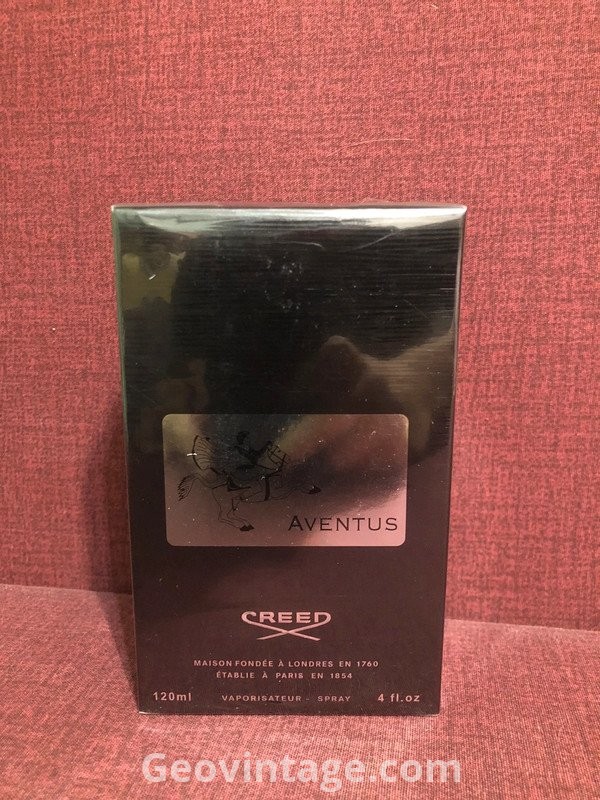 AVENTUS
CREED
MAISON FONDÉE À LONDRES EN 1760
ÉTABLIE À PARIS EN 1854
120ml VAPORISATEUR - SPRAY 4 fl.oz
Geovintage.com